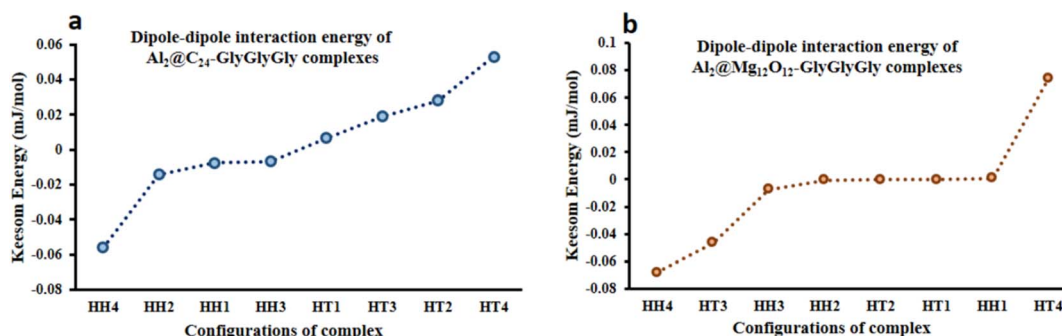 a
Dipole-dipole interaction energy of
Al₂@C₂₄-GlyGlyGly complexes
Keesom Energy (mJ/mol)
0.06
0.04
0.02
0
-0.02
-0.04
-0.06
-0.08
HH4 HH2 HH1 HH3 HT1 HT3 HT2 HT4
Configurations of complex
b
Dipole-dipole interaction energy of
Al₂@Mg₁₂O₁₂-GlyGlyGly complexes
Keesom Energy (mJ/mol)
0.1
0.08
0.06
0.04
0.02
0
-0.02
-0.04
-0.06
-0.08
HH4 HT3 HH3 HH2 HT2 HT1 HH1 HT4
Configurations of complex